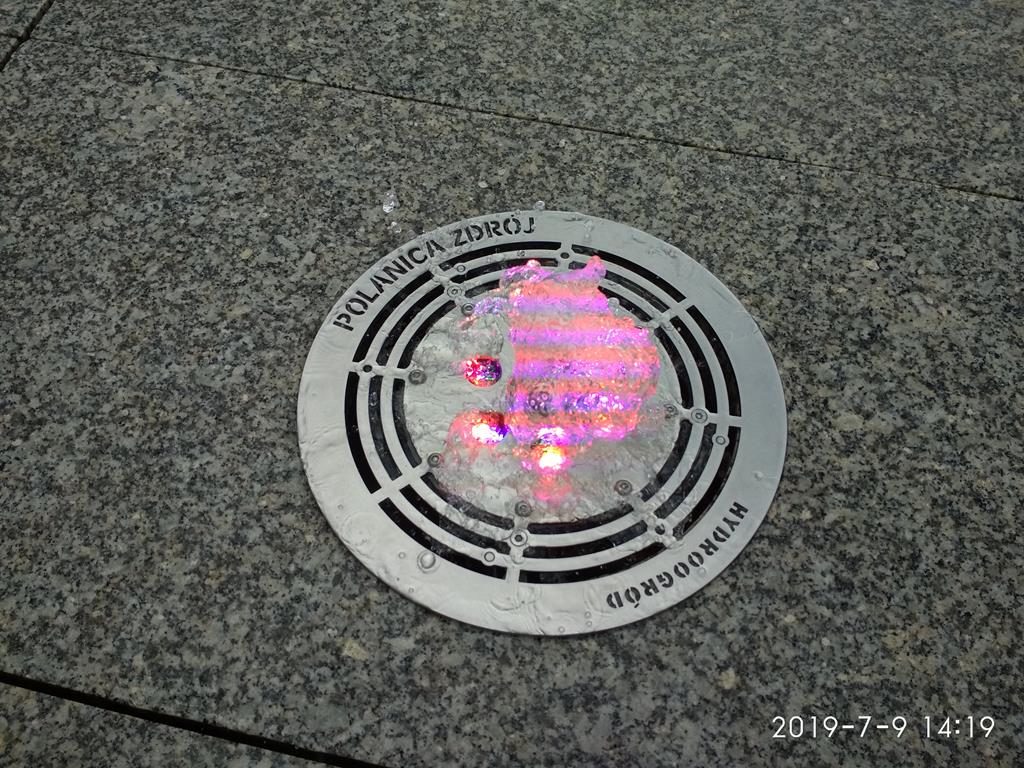 POLANICA ZDRÓJ
HYDROOGRÓD
2019-7-9 14:19